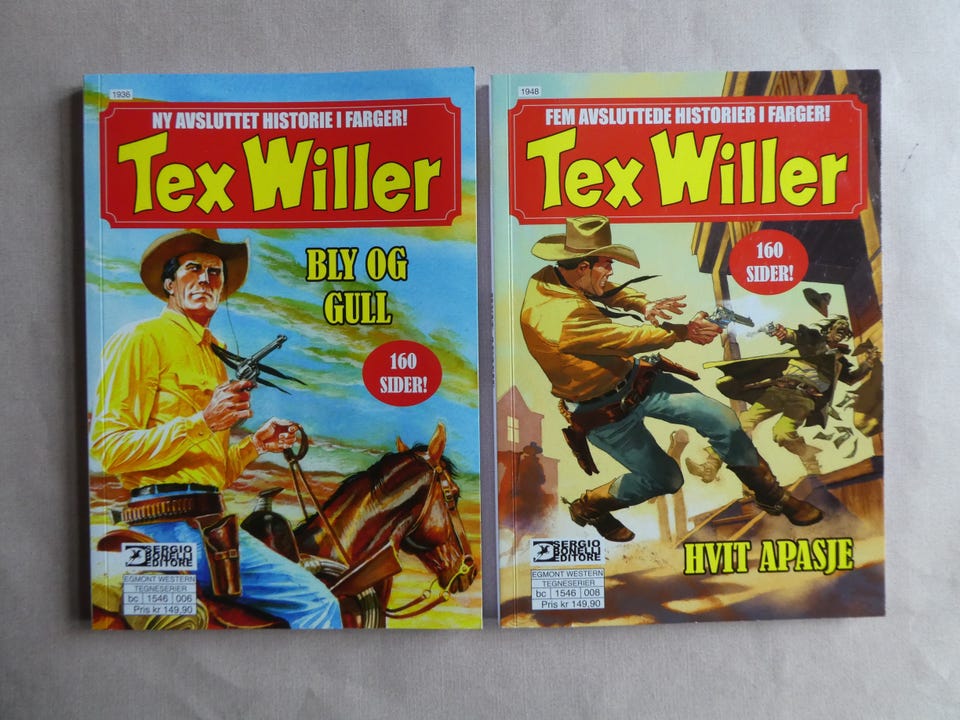 1936
NY AVSLUTTET HISTORIE I FARGER!
Tex Willer
BLY OG
GULL
160
SIDER!
SERGIO
BONELLI
EDITORE
EGMONT WESTERN
TEGNESERIER
bc 1546 006
Pris kr 149,90
1948
FEM AVSLUTTEDE HISTORIER I FARGER!
Tex Willer
160
SIDER!
HVIT APASJE
SERGIO
BONELLI
EDITORE
EGMONT WESTERN
TEGNESERIER
bc 1546 008
Pris kr 149,90